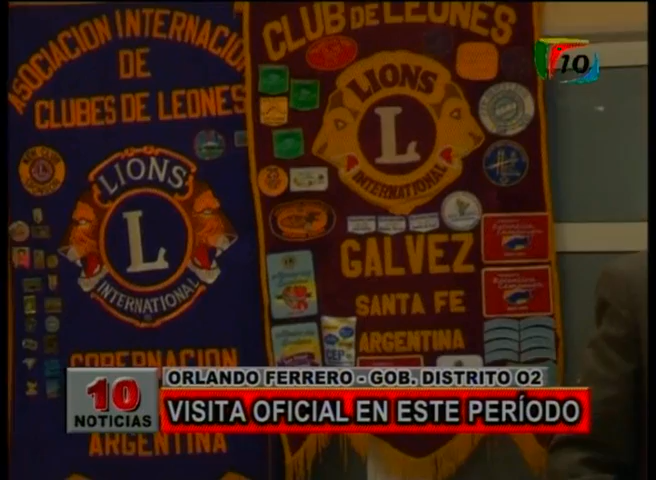 ASOCIACION INTERNACIO
DE
CLUBES DE LEONES
LIONS
L
INTERNATIONAL
GOBERNACION
ARGENTINA
CLUB DE LEONES
LIONS
L
INTERNATIONAL
GALVEZ
SANTA FE
ARGENTINA
10
10
NOTICIAS
ORLANDO FERRERO - GOB. DISTRITO O2
VISITA OFICIAL EN ESTE PERÍODO